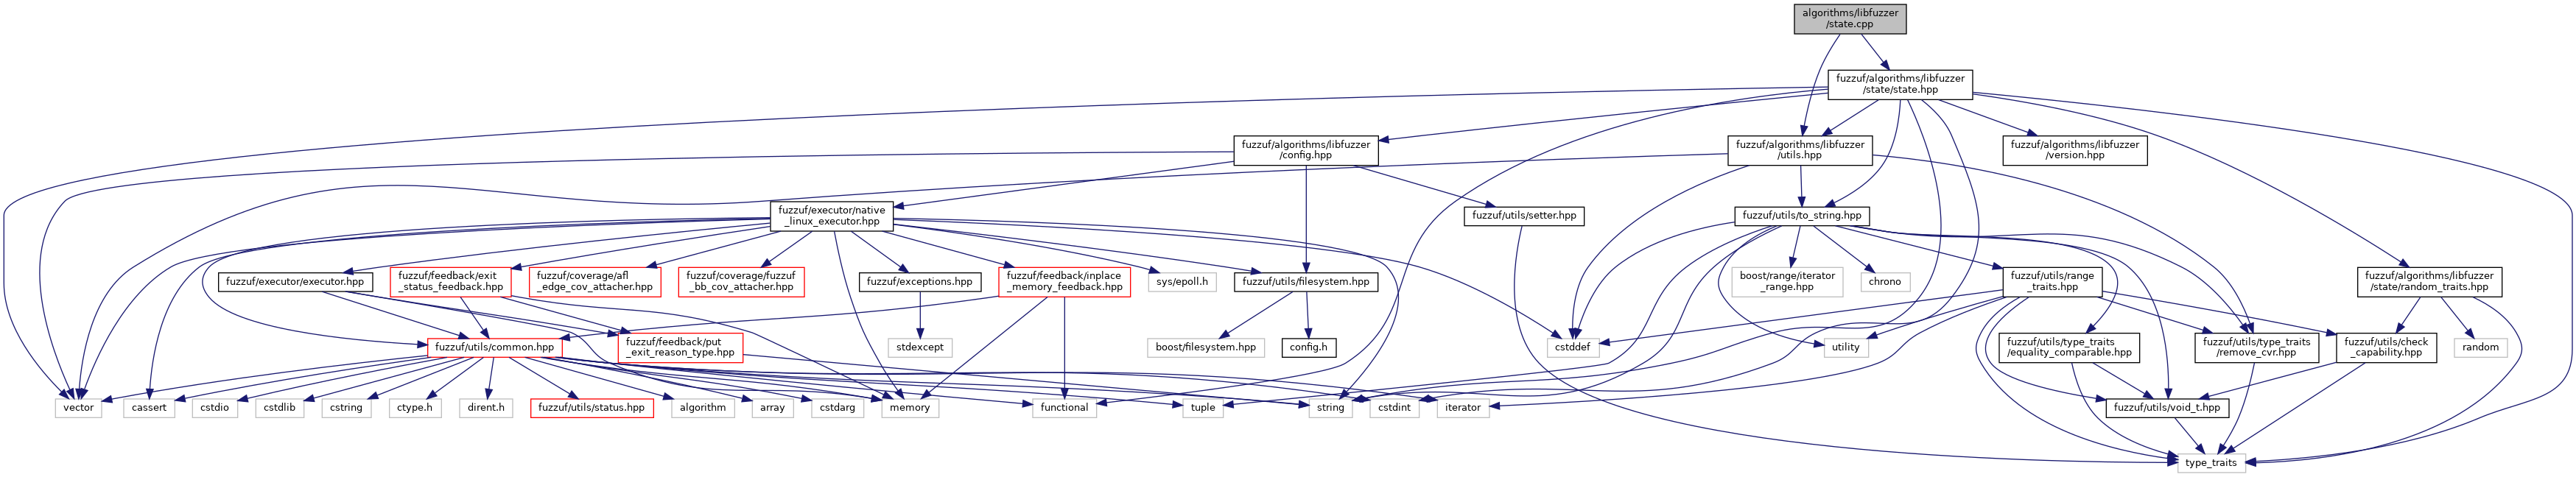 algorithms/libfuzzer
/state.cpp
fuzzuf/algorithms/libfuzzer
/state/state.hpp
fuzzuf/algorithms/libfuzzer
/config.hpp
fuzzuf/algorithms/libfuzzer
/utils.hpp
fuzzuf/algorithms/libfuzzer
/version.hpp
fuzzuf/executor/native
_linux_executor.hpp
fuzzuf/utils/setter.hpp
fuzzuf/utils/to_string.hpp
fuzzuf/executor/executor.hpp
fuzzuf/feedback/exit
_status_feedback.hpp
fuzzuf/coverage/afl
_edge_cov_attacher.hpp
fuzzuf/coverage/fuzzuf
_bb_cov_attacher.hpp
fuzzuf/exceptions.hpp
fuzzuf/feedback/inplace
_memory_feedback.hpp
sys/epoll.h
fuzzuf/utils/filesystem.hpp
boost/range/iterator
_range.hpp
chrono
fuzzuf/utils/range
_traits.hpp
fuzzuf/algorithms/libfuzzer
/state/random_traits.hpp
fuzzuf/utils/common.hpp
fuzzuf/feedback/put
_exit_reason_type.hpp
stdexcept
boost/filesystem.hpp
config.h
cstddef
utility
fuzzuf/utils/type_traits
/equality_comparable.hpp
fuzzuf/utils/type_traits
/remove_cvr.hpp
fuzzuf/utils/check
_capability.hpp
random
vector
cassert
cstdio
cstdlib
cstring
ctype.h
dirent.h
fuzzuf/utils/status.hpp
algorithm
array
cstdarg
memory
functional
tuple
string
cstdint
iterator
fuzzuf/utils/void_t.hpp
type_traits